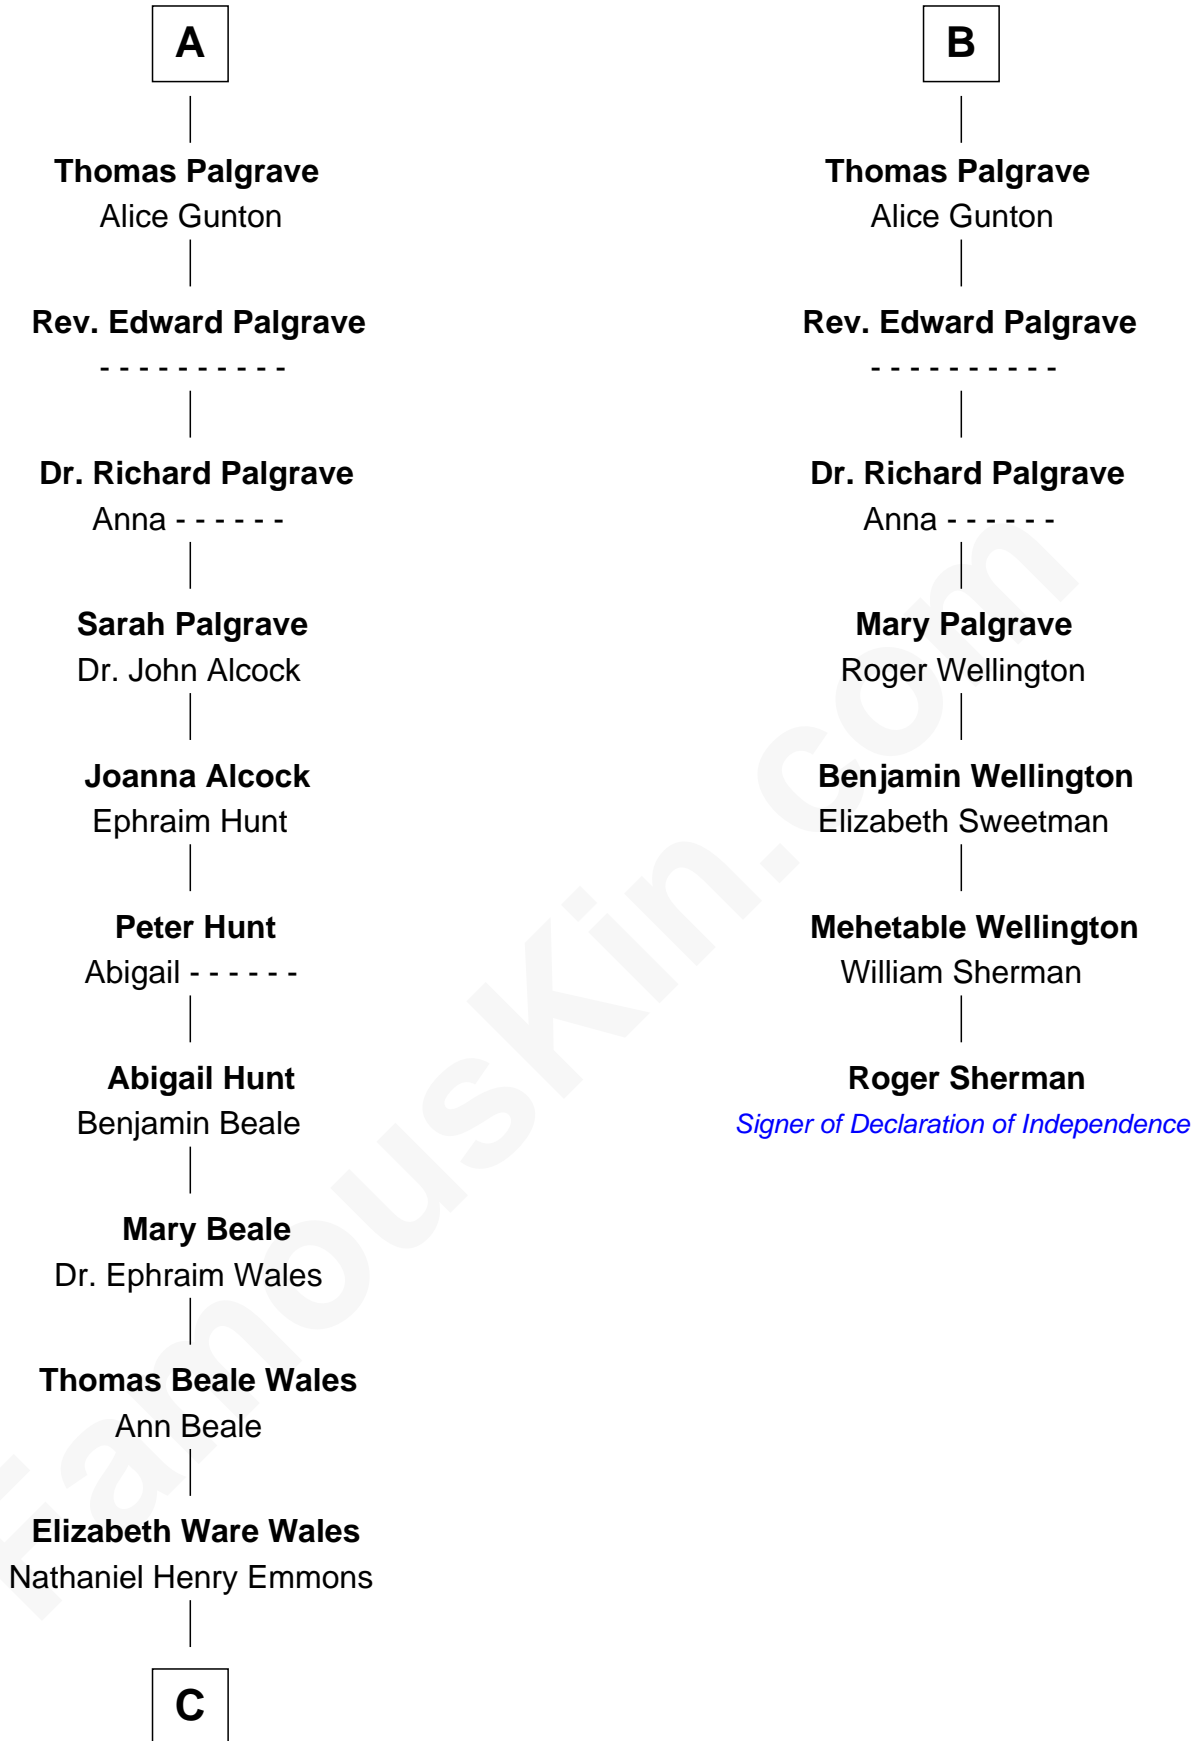 A
Thomas Palgrave
Alice Gunton
Rev. Edward Palgrave
- - - - - - - - - -
Dr. Richard Palgrave
Anna - - - - - -
Sarah Palgrave
Dr. John Alcock
Joanna Alcock
Ephraim Hunt
Peter Hunt
Abigail - - - - - -
Abigail Hunt
Benjamin Beale
Mary Beale
Dr. Ephraim Wales
Thomas Beale Wales
Ann Beale
Elizabeth Ware Wales
Nathaniel Henry Emmons
C
B
Thomas Palgrave
Alice Gunton
Rev. Edward Palgrave
- - - - - - - - - -
Dr. Richard Palgrave
Anna - - - - - -
Mary Palgrave
Roger Wellington
Benjamin Wellington
Elizabeth Sweetman
Mehetable Wellington
William Sherman
Roger Sherman
Signer of Declaration of Independence
FamousKin.com